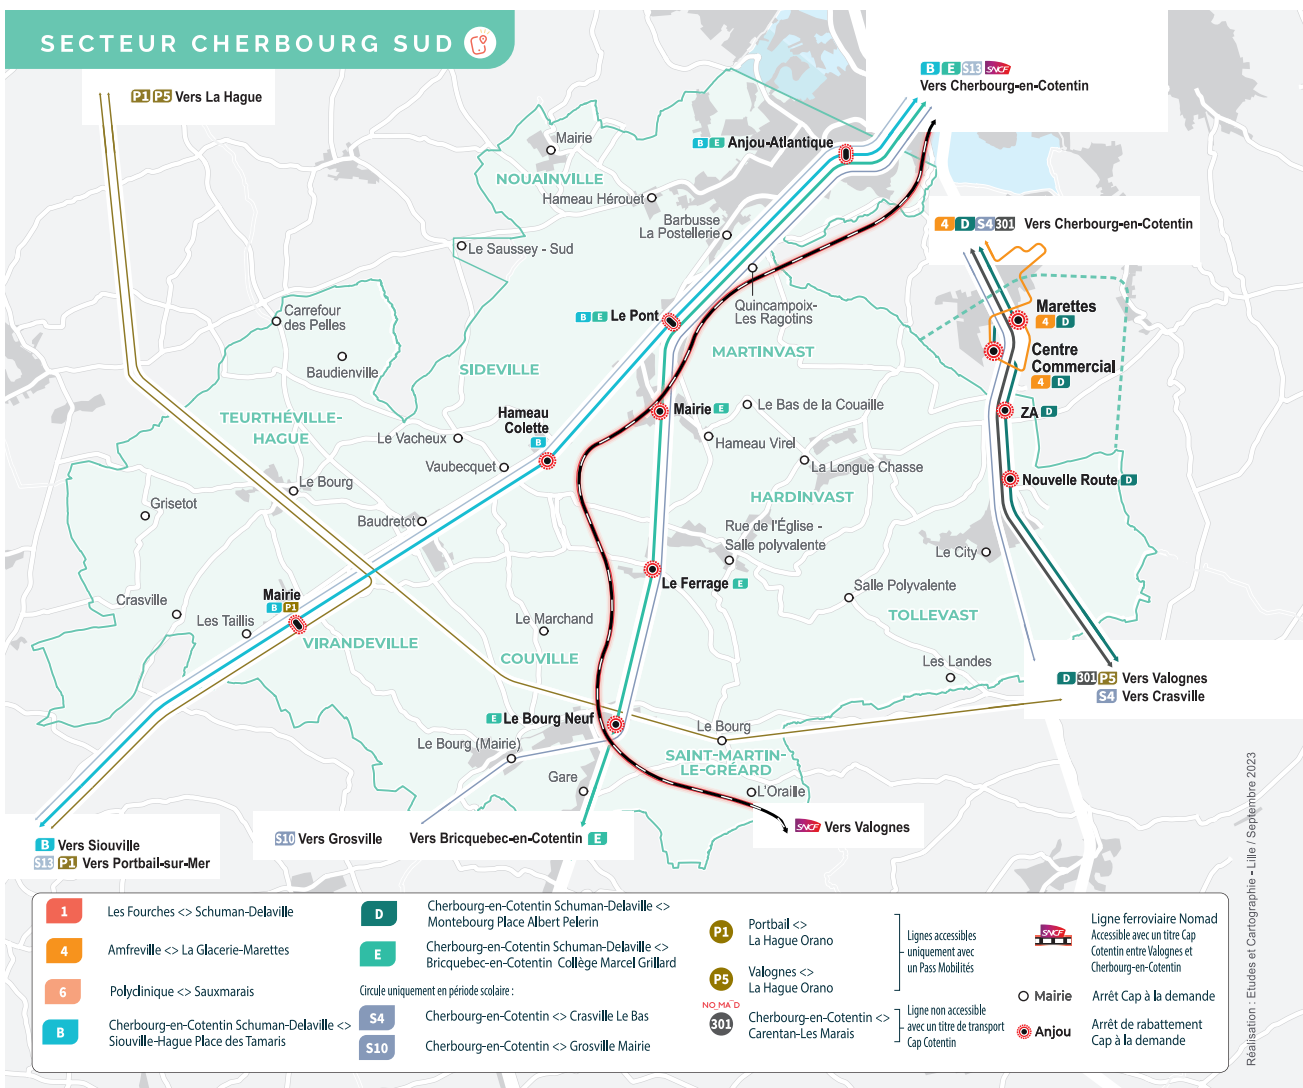 SECTEUR CHERBOURG SUD
P1 P5 Vers La Hague
B E S13 SNCF
Vers Cherbourg-en-Cotentin
B E Anjou-Atlantique
Mairie
NOUAINVILLE
Hameau Hérouet
Barbusse
La Postellerie
Le Saussey - Sud
4 D S4 301 Vers Cherbourg-en-Cotentin
Carrefour
des Pelles
Baudienville
B E Le Pont
Quincampoix-
Les Ragotins
Marettes
4 D
Centre
Commercial
4 D
MARTINVAST
SIDEVILLE
TEURTHÉVILLE-
HAGUE
Hameau
Colette
B
Mairie E
Le Bas de la Couaille
ZA D
Le Vacheux
Hameau Virel
Vaubecquet
La Longue Chasse
Nouvelle Route D
Le Bourg
Grisetot
HARDINVAST
Baudretot
Rue de l'Église -
Salle polyvalente
Le City
Le Ferrage E
Salle Polyvalente
Mairie
B P1
Crasville
Les Taillis
Le Marchand
TOLLEVAST
VIRANDEVILLE
COUVILLE
Les Landes
D 301 P5 Vers Valognes
S4 Vers Crasville
E Le Bourg Neuf
Le Bourg
Le Bourg (Mairie)
SAINT-MARTIN-
LE-GRÉARD
Gare
L'Oraille
B Vers Siouville
S13 P1 Vers Portbail-sur-Mer
S10 Vers Grosville
Vers Bricquebec-en-Cotentin E
SNCF Vers Valognes
1 Les Fourches <> Schuman-Delaville
4 Amfreville <> La Glacerie-Marettes
6 Polyclinique <> Sauxmarais
B Cherbourg-en-Cotentin Schuman-Delaville <>
Siouville-Hague Place des Tamaris
D Cherbourg-en-Cotentin Schuman-Delaville <>
Montebourg Place Albert Pelerin
E Cherbourg-en-Cotentin Schuman-Delaville <>
Bricquebec-en-Cotentin Collège Marcel Grillard
Circule uniquement en période scolaire :
S4 Cherbourg-en-Cotentin <> Crasville Le Bas
S10 Cherbourg-en-Cotentin <> Grosville Mairie
P1 Portbail <>
La Hague Orano
P5 Valognes <>
La Hague Orano
Lignes accessibles
uniquement avec
un Pass Mobilités
NOMAD
301 Cherbourg-en-Cotentin <>
Carentan-Les Marais
Ligne non accessible
avec un titre de transport
Cap Cotentin
SNCF Ligne ferroviaire Nomad
Accessible avec un titre Cap
Cotentin entre Valognes et
Cherbourg-en-Cotentin
Mairie Arrêt Cap à la demande
Anjou Arrêt de rabattement
Cap à la demande
Réalisation : Etudes et Cartographie - Lille / Septembre 2023